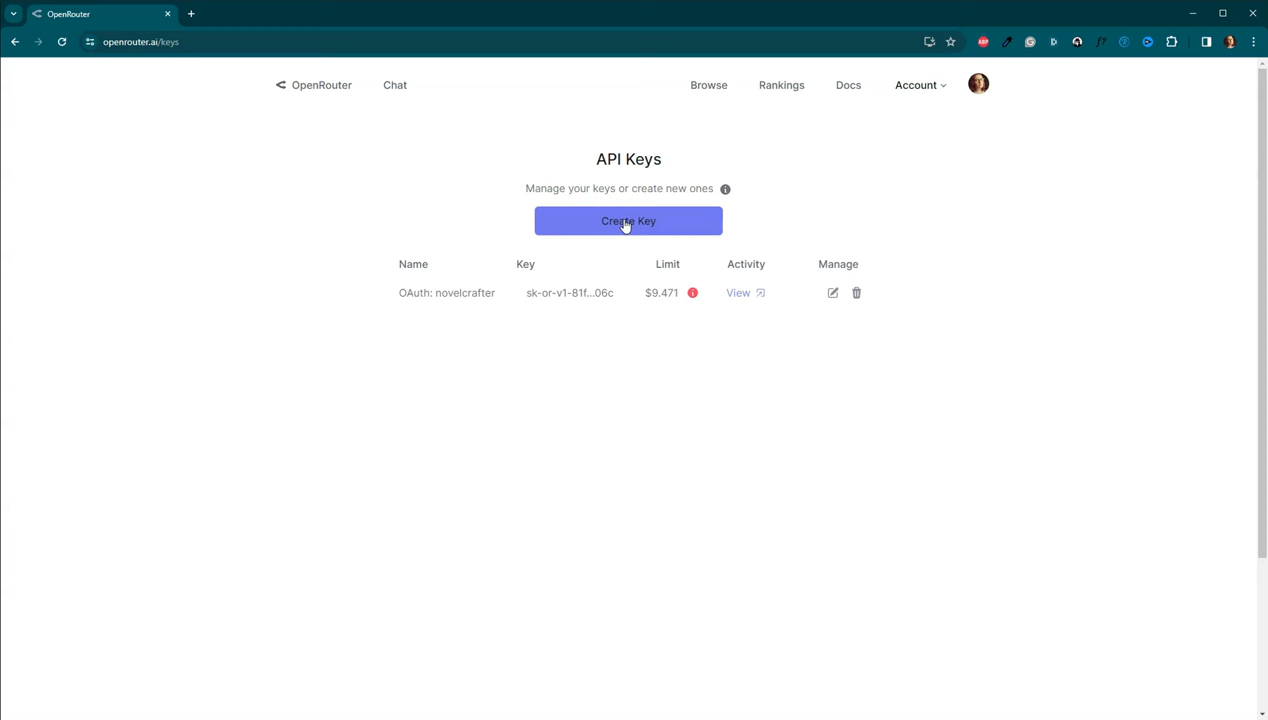 OpenRouter
openrouter.ai/keys
ABP
OpenRouter Chat Browse Rankings Docs Account
API Keys
Manage your keys or create new ones
Create Key
Name Key Limit Activity Manage
OAuth: novelcrafter sk-or-v1-81f...06c $9.471 View